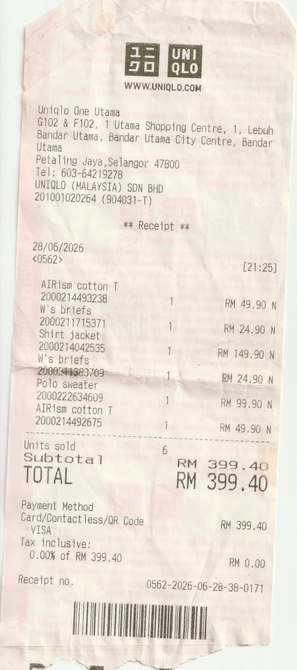 ユニ
クロ
UNI
QLO
WWW.UNIQLO.COM
Uniqlo One Utama
G102 & F102, 1 Utama Shopping Centre, 1, Lebuh
Bandar Utama, Bandar Utama City Centre, Bandar
Utama
Petaling Jaya,Selangor 47800
Tel: 603-64219278
UNIQLO (MALAYSIA) SDN BHD
201001020264 (904031-T)
** Receipt **
28/06/2026
<0562>
[21:25]
AIRism cotton T
2000214493238 1 RM 49.90 N
W's briefs
2000211715371 1 RM 24.90 N
Shirt jacket
2000214042535 1 RM 149.90 N
W's briefs
1 RM 24.90 N
Polo sweater
2000222634609 1 RM 99.90 N
AIRism cotton T
2000214492675 1 RM 49.90 N
Units sold 6
Subtotal RM 399.40
TOTAL RM 399.40
Payment Method
Card/Contactless/QR Code RM 399.40
VISA
Tax inclusive:
0.00% of RM 399.40 RM 0.00
Receipt no. 0562-2026-06-28-38-0171